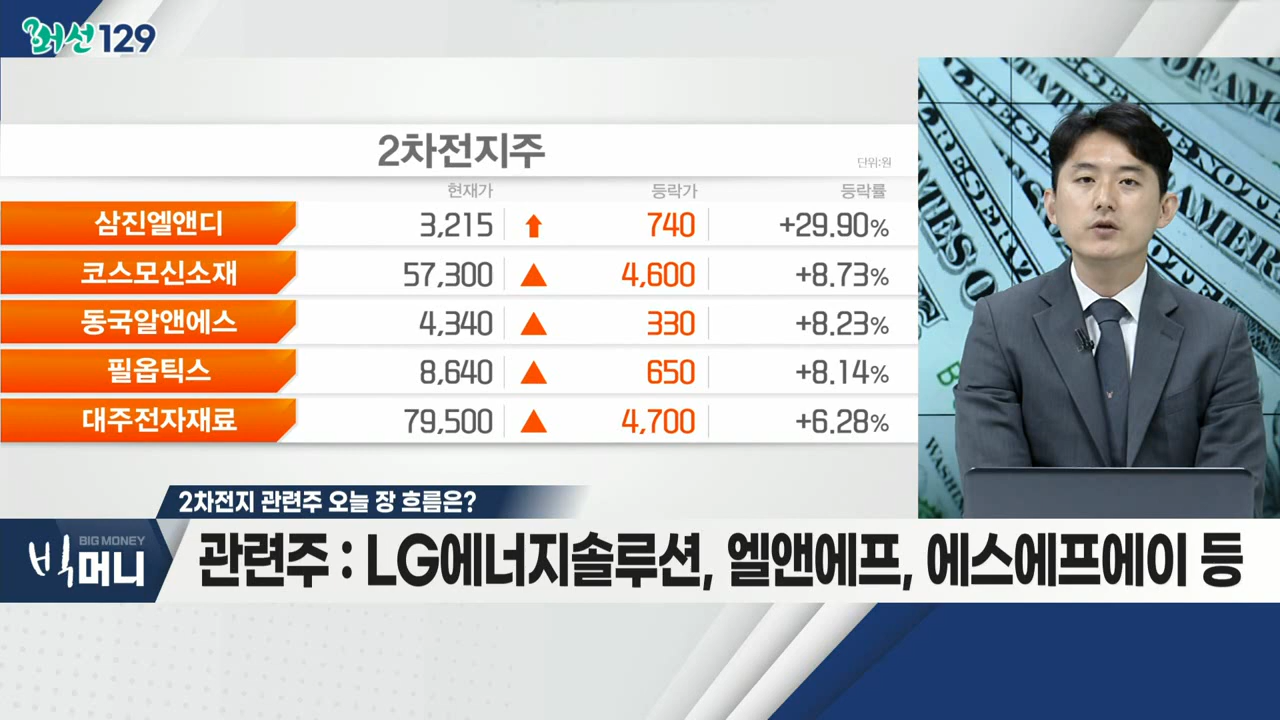 머선129
2차전지주
단위:원
현재가 등락가 등락률
삼진엘앤디 3,215 740 +29.90%
코스모신소재 57,300 ▲ 4,600 +8.73%
동국알앤에스 4,340 ▲ 330 +8.23%
필옵틱스 8,640 ▲ 650 +8.14%
대주전자재료 79,500 ▲ 4,700 +6.28%
2차전지 관련주 오늘 장 흐름은?
BIG MONEY
빅머니
관련주 : LG에너지솔루션, 엘앤에프, 에스에프에이 등